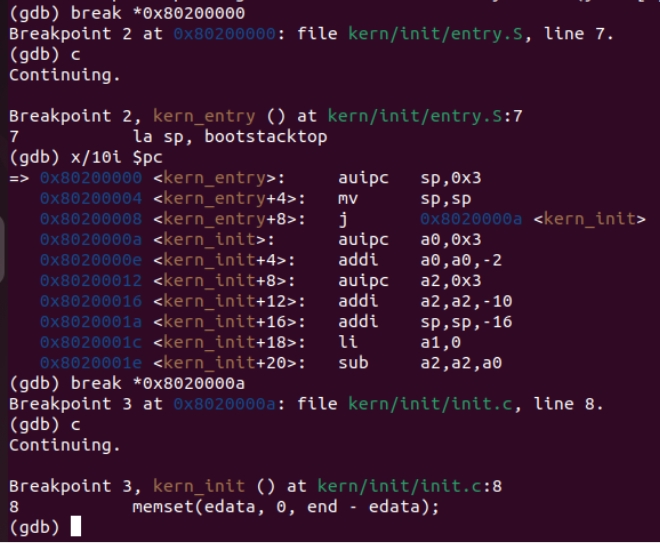 (gdb) break *0x80200000
Breakpoint 2 at 0x80200000: file kern/init/entry.S, line 7.
(gdb) c
Continuing.

Breakpoint 2, kern_entry () at kern/init/entry.S:7
7           la sp, bootstacktop
(gdb) x/10i $pc
=> 0x80200000 <kern_entry>:     auipc   sp,0x3
   0x80200004 <kern_entry+4>:   mv      sp,sp
   0x80200008 <kern_entry+8>:   j       0x8020000a <kern_init>
   0x8020000a <kern_init>:      auipc   a0,0x3
   0x8020000e <kern_init+4>:    addi    a0,a0,-2
   0x80200012 <kern_init+8>:    auipc   a2,0x3
   0x80200016 <kern_init+12>:   addi    a2,a2,-10
   0x8020001a <kern_init+16>:   addi    sp,sp,-16
   0x8020001c <kern_init+18>:   li      a1,0
   0x8020001e <kern_init+20>:   sub     a2,a2,a0
(gdb) break *0x8020000a
Breakpoint 3 at 0x8020000a: file kern/init/init.c, line 8.
(gdb) c
Continuing.

Breakpoint 3, kern_init () at kern/init/init.c:8
8           memset(edata, 0, end - edata);
(gdb)